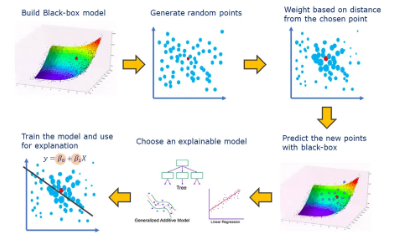 Build Black-box model
Generate random points
Weight based on distance
from the chosen point
Train the model and use
for explanation
y = β₀ + β₁X
Choose an explainable model
Tree
Generalized Additive Model
Linear Regression
Predict the new points
with black-box